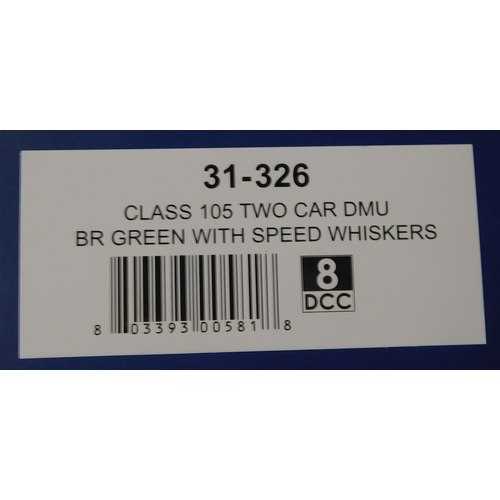 31-326
CLASS 105 TWO CAR DMU
BR GREEN WITH SPEED WHISKERS
8
DCC
8 03393 00581 8